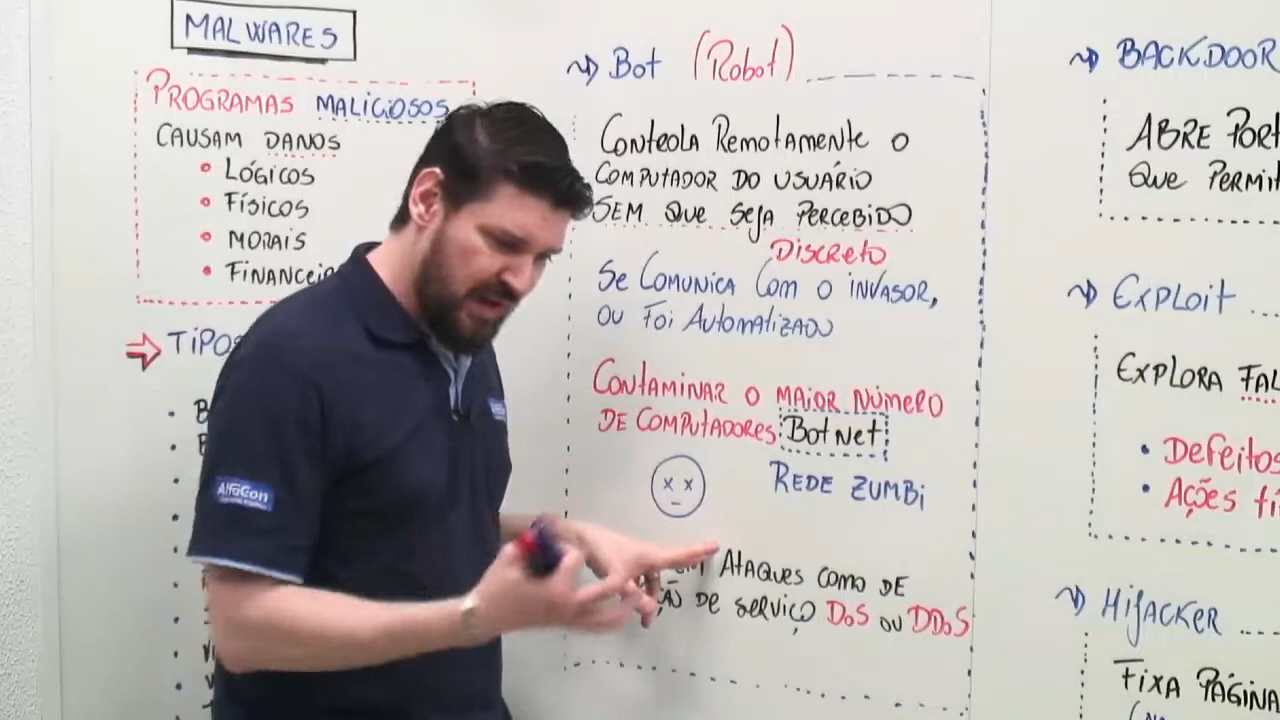 MALWARES
PROGRAMAS MALICIOSOS
CAUSAM DANOS
• LÓGICOS
• FÍSICOS
• MORAIS
• FINANCEI
TIPOS
Bot (Robot)
CONTROLA REMOTAMENTE O
COMPUTADOR DO USUÁRIO
SEM QUE SEJA PERCEBIDO
DISCRETO
SE COMUNICA COM O INVASOR,
OU FOI AUTOMATIZADO
CONTAMINAR O MAIOR NÚMERO
DE COMPUTADORES BotNet
REDE ZUMBI
ATAQUES COMO DE
DE SERVIÇO DoS OU DDoS
BACKDOOR
ABRE PORT
QUE PERMIT
EXPLOIT
EXPLORA FAL
• DEFEITOS
• AÇÕES
HIJACKER
FIXA PÁGINA
AlfaCon